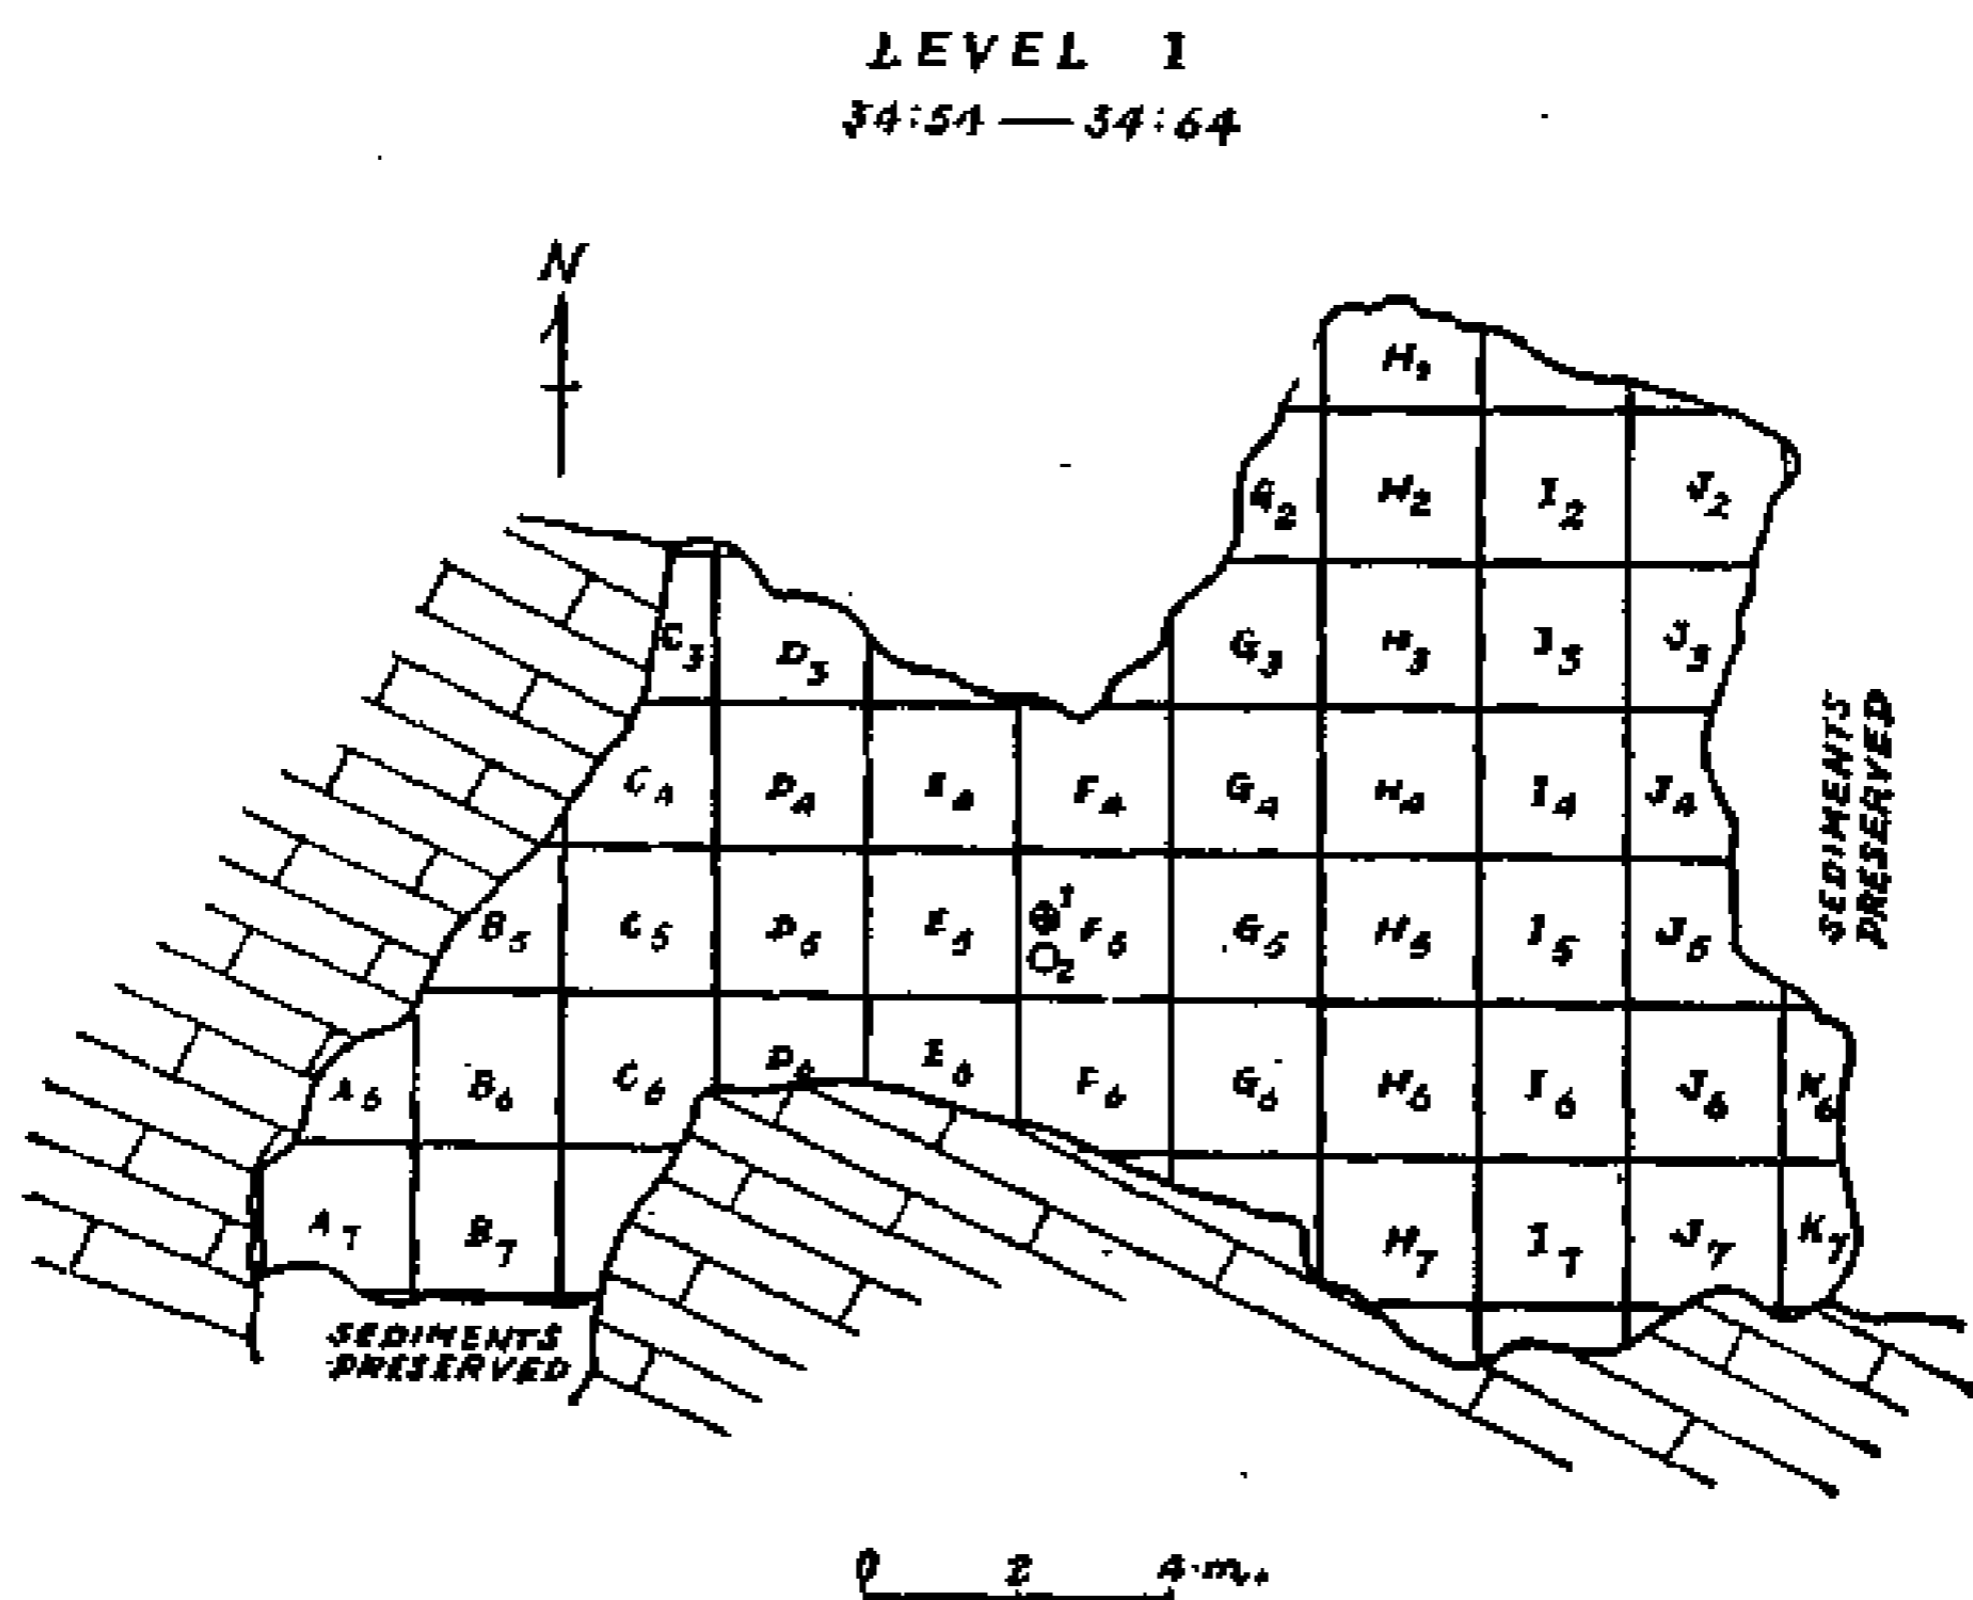 LEVEL I
34:54 — 34:64
N
H1
G2 H2 I2 J2
C3 D3 G3 H3 I3 J3
C4 D4 E4 F4 G4 H4 I4 J4
B5 C5 D5 E5 1 F5 G5 H5 I5 J5
2
A6 B6 C6 D6 E6 F6 G6 H6 I6 J6 K6
A7 B7 H7 I7 J7 K7
SEDIMENTS
PRESERVED
SEDIMENTS
PRESERVED
0 2 4 m.